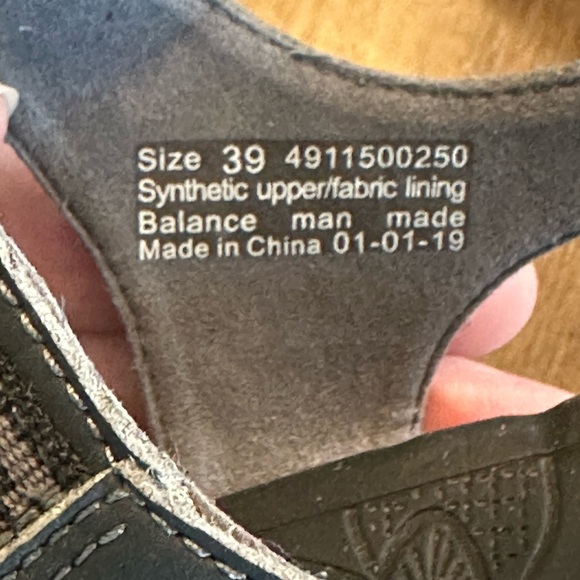 Size 39 4911500250
Synthetic upper/fabric lining
Balance man made
Made in China 01-01-19